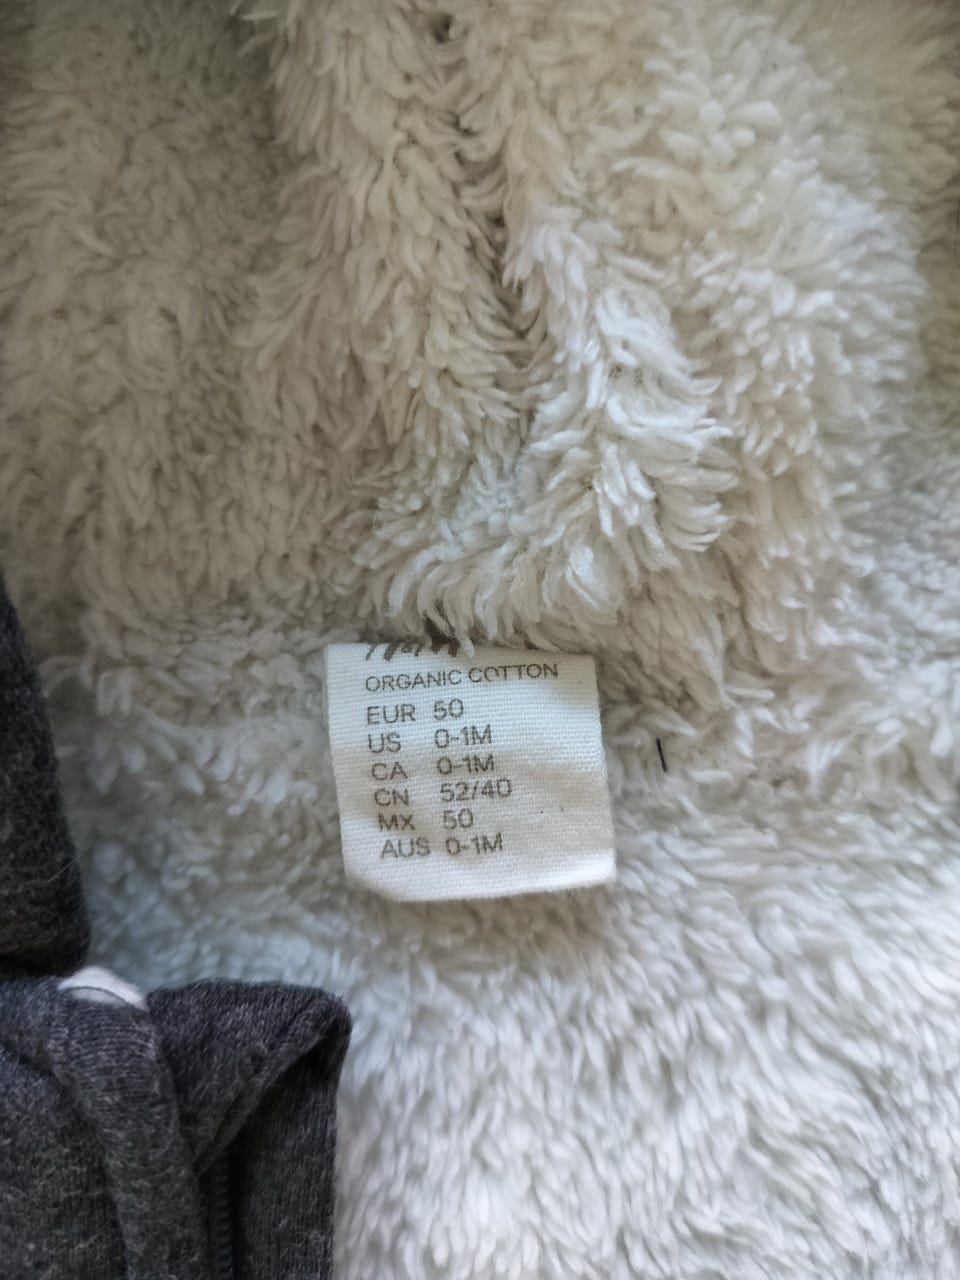 ORGANIC COTTON
EUR 50
US 0-1M
CA 0-1M
CN 52/40
MX 50
AUS 0-1M